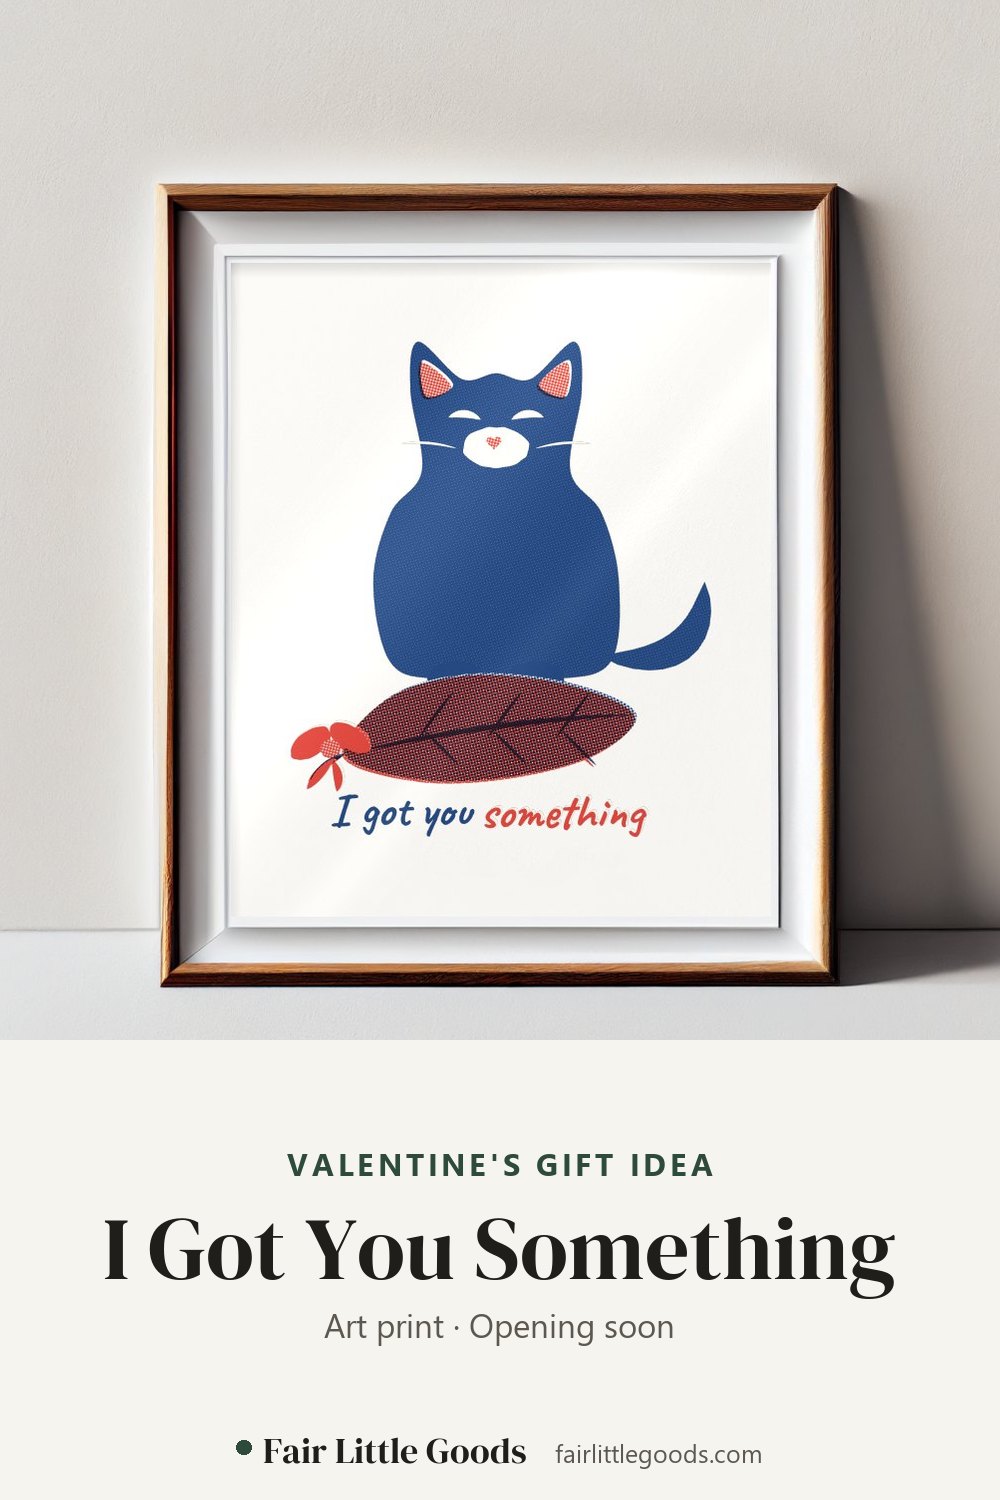 I got you something
VALENTINE'S GIFT IDEA
I Got You Something
Art print · Opening soon
Fair Little Goods fairlittlegoods.com